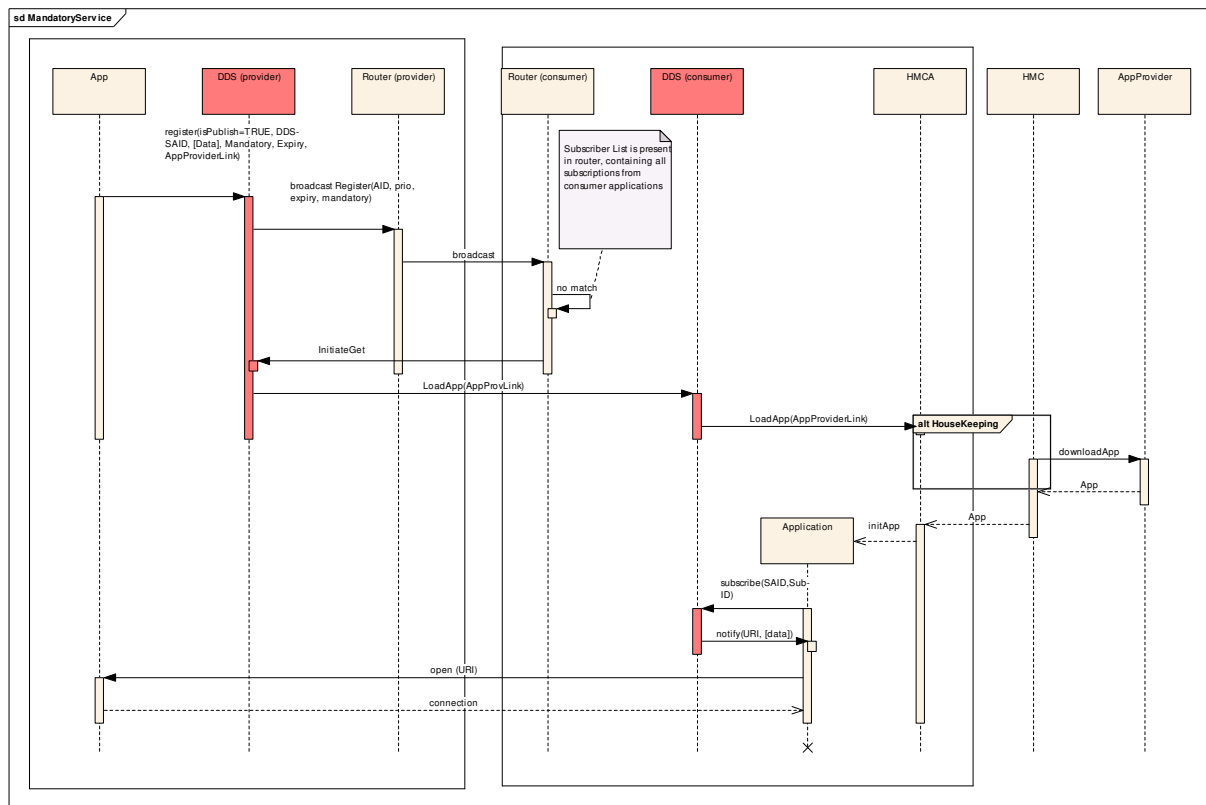 sd MandatoryService
App
DDS (provider)
Router (provider)
Router (consumer)
DDS (consumer)
HMCA
HMC
AppProvider
register(isPublish=TRUE, DDS-
SAID, [Data], Mandatory, Expiry,
AppProviderLink)
Subscriber List is present
in router, containing all
subscriptions from
consumer applications
broadcast Register(AID, prio,
expiry, mandatory)
broadcast
no match
InitiateGet
LoadApp(AppProvLink)
LoadApp(AppProviderLink)
alt HouseKeeping
downloadApp
App
App
Application
initApp
subscribe(SAID,Sub-
ID)
notify(URI, [data])
open (URI)
connection